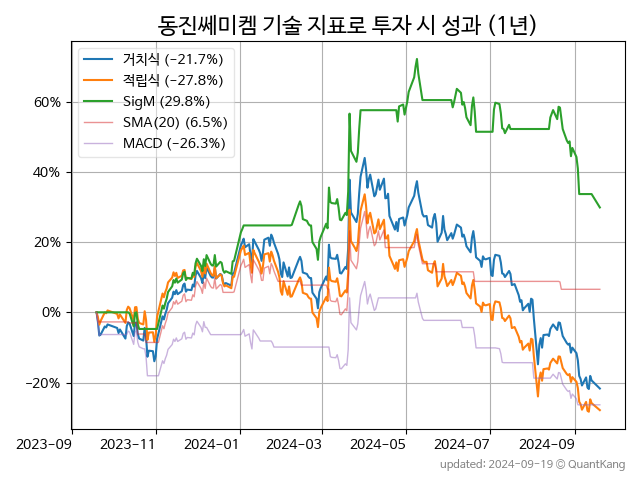 동진쎄미켐 기술 지표로 투자 시 성과 (1년)
거치식 (−21.7%)
적립식 (−27.8%)
SigM (29.8%)
SMA(20) (6.5%)
MACD (−26.3%)
60%
40%
20%
0%
−20%
2023-09 2023-11 2024-01 2024-03 2024-05 2024-07 2024-09
updated: 2024-09-19 © QuantKang